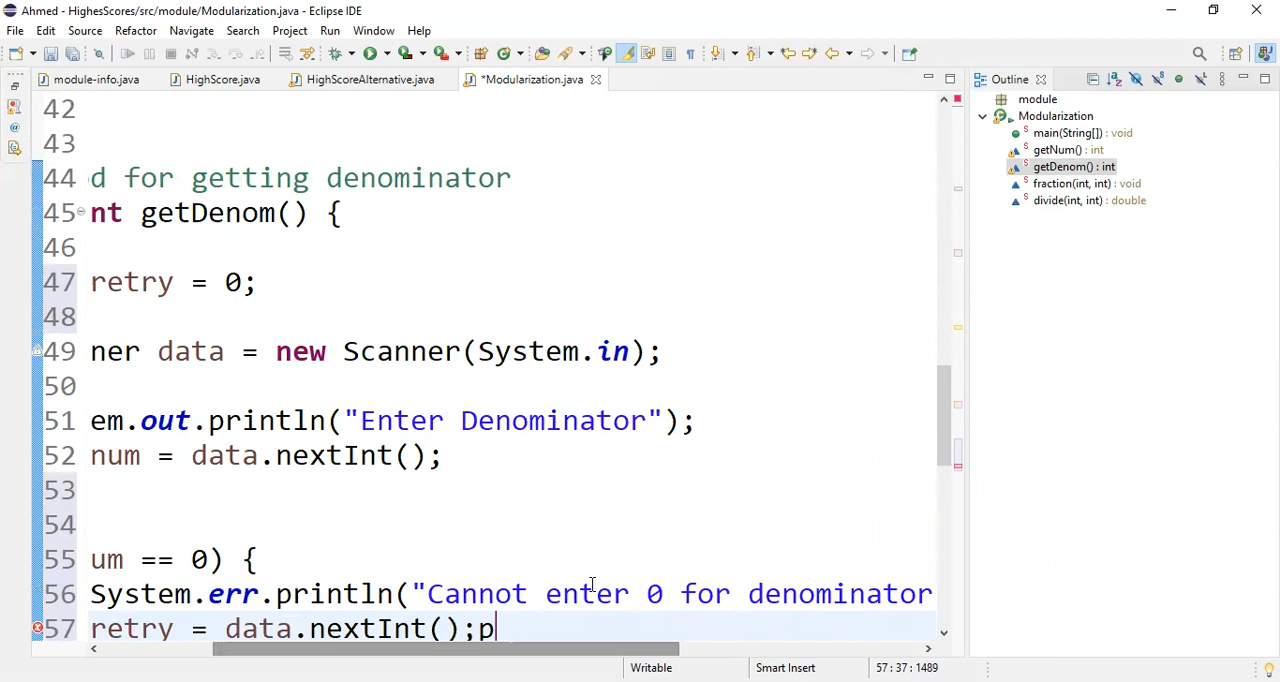 Ahmed - HighesScores/src/module/Modularization.java - Eclipse IDE
File Edit Source Refactor Navigate Search Project Run Window Help
module-info.java HighScore.java HighScoreAlternative.java *Modularization.java
Outline
42
43
44 d for getting denominator
45 nt getDenom() {
46
47 retry = 0;
48
49 ner data = new Scanner(System.in);
50
51 em.out.println("Enter Denominator");
52 num = data.nextInt();
53
54
55 um == 0) {
56 System.err.println("Cannot enter 0 for denominator
57 retry = data.nextInt();p
module
Modularization
main(String[]) : void
getNum() : int
getDenom() : int
fraction(int, int) : void
divide(int, int) : double
Writable Smart Insert 57 : 37 : 1489